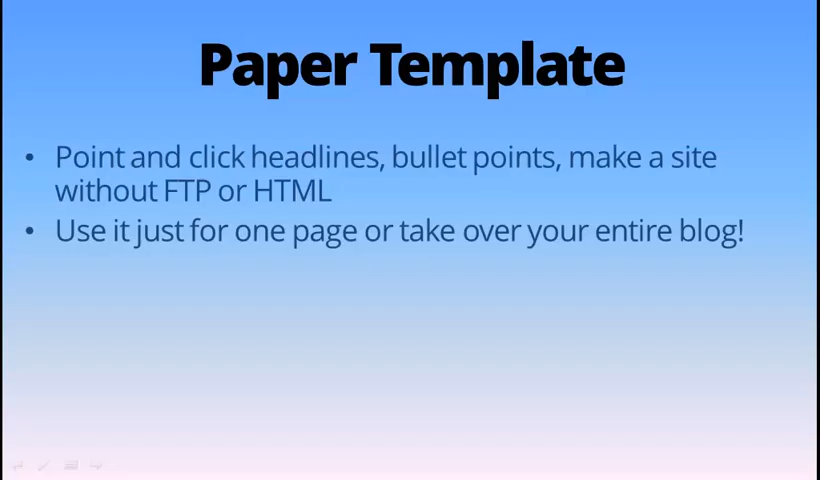 Paper Template
• Point and click headlines, bullet points, make a site
without FTP or HTML
• Use it just for one page or take over your entire blog!